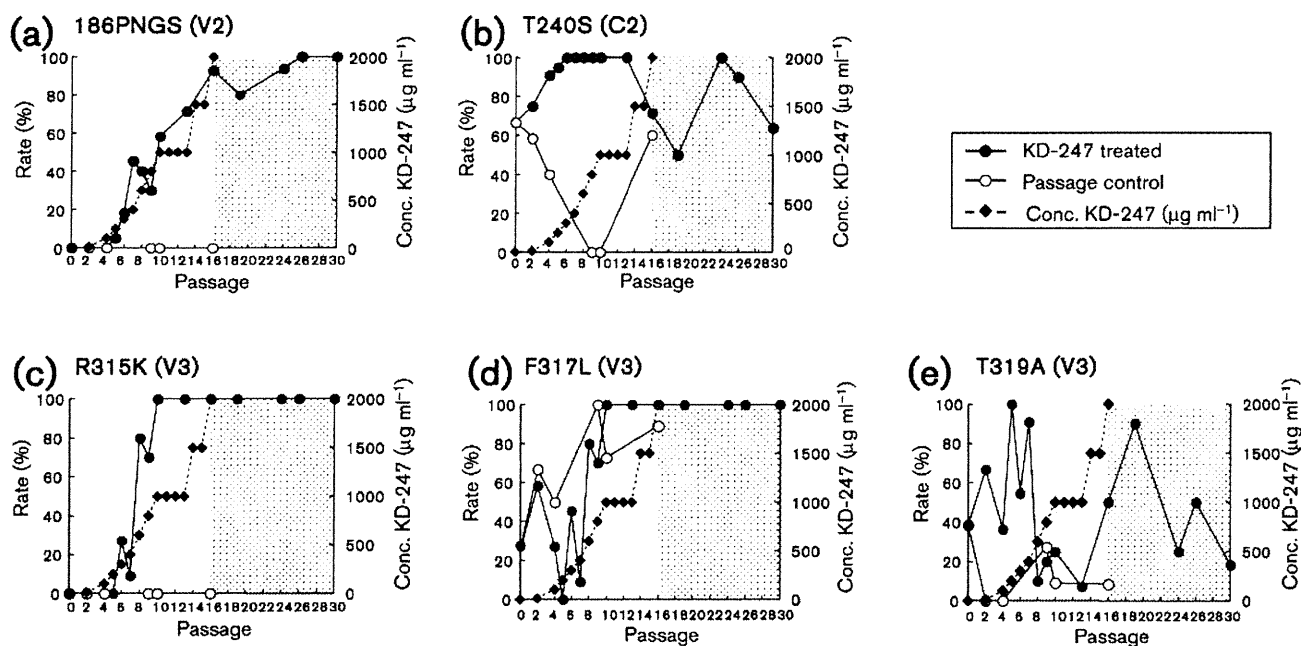 (a) 186PNGS (V2)
Rate (%)
100
80
60
40
20
0
2000
1500
1000
500
0
Conc. KD-247 (µg ml⁻¹)
0 2 4 6 8 10 12 14 16 18 20 22 24 26 28 30
Passage
(b) T240S (C2)
Rate (%)
100
80
60
40
20
0
2000
1500
1000
500
0
Conc. KD-247 (µg ml⁻¹)
0 2 4 6 8 10 12 14 16 18 20 22 24 26 28 30
Passage
KD-247 treated
Passage control
Conc. KD-247 (µg ml⁻¹)
(c) R315K (V3)
Rate (%)
100
80
60
40
20
0
2000
1500
1000
500
0
Conc. KD-247 (µg ml⁻¹)
0 2 4 6 8 10 12 14 16 18 20 22 24 26 28 30
Passage
(d) F317L (V3)
Rate (%)
100
80
60
40
20
0
2000
1500
1000
500
0
Conc. KD-247 (µg ml⁻¹)
0 2 4 6 8 10 12 14 16 18 20 22 24 26 28 30
Passage
(e) T319A (V3)
Rate (%)
100
80
60
40
20
0
2000
1500
1000
500
0
Conc. KD-247 (µg ml⁻¹)
0 2 4 6 8 10 12 14 16 18 20 22 24 26 28 30
Passage